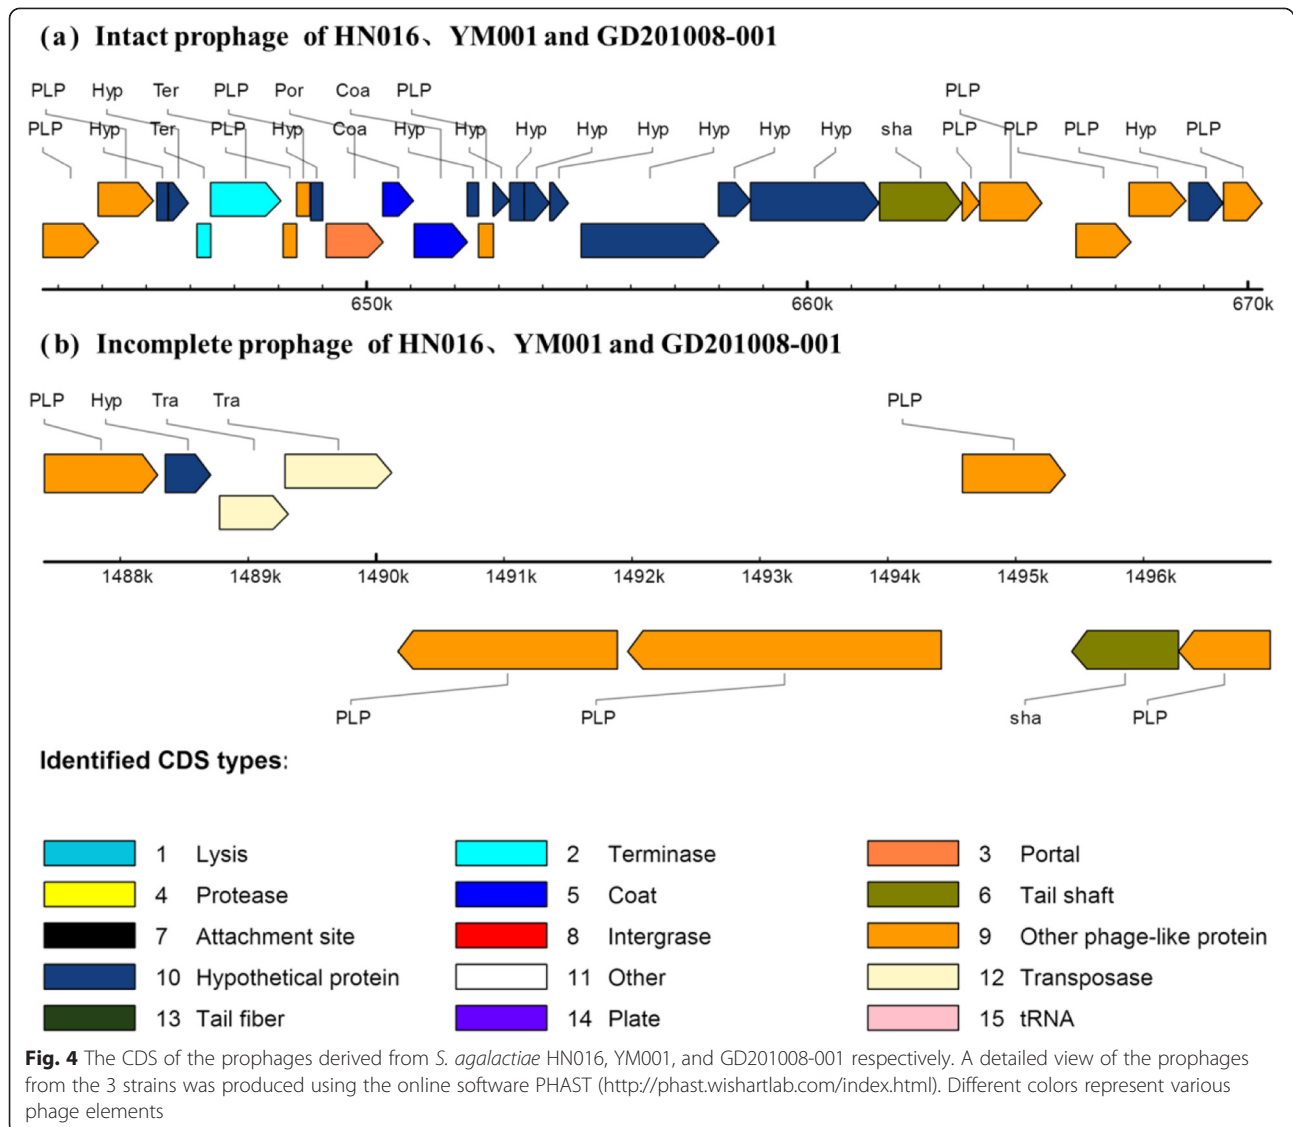 (a) Intact prophage of HN016、YM001 and GD201008-001
PLP Hyp Ter PLP Por Coa PLP PLP
PLP Hyp Ter PLP Hyp Coa Hyp Hyp Hyp Hyp Hyp Hyp Hyp Hyp sha PLP PLP PLP Hyp PLP
650k 660k 670k
(b) Incomplete prophage of HN016、YM001 and GD201008-001
PLP Hyp Tra Tra PLP
1488k 1489k 1490k 1491k 1492k 1493k 1494k 1495k 1496k
PLP PLP sha PLP
Identified CDS types:
1 Lysis 2 Terminase 3 Portal
4 Protease 5 Coat 6 Tail shaft
7 Attachment site 8 Intergrase 9 Other phage-like protein
10 Hypothetical protein 11 Other 12 Transposase
13 Tail fiber 14 Plate 15 tRNA
Fig. 4 The CDS of the prophages derived from S. agalactiae HN016, YM001, and GD201008-001 respectively. A detailed view of the prophages
from the 3 strains was produced using the online software PHAST (http://phast.wishartlab.com/index.html). Different colors represent various
phage elements